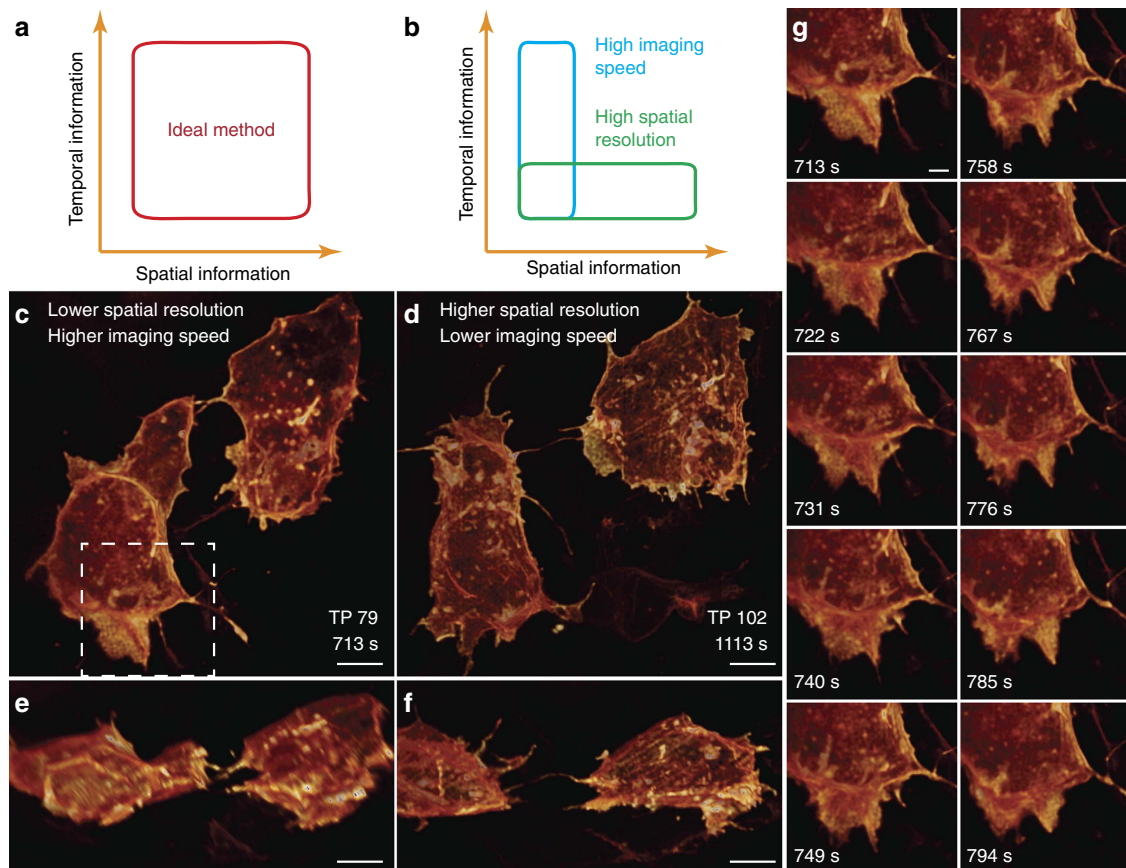 a
Temporal information
Ideal method
Spatial information
b
Temporal information
High imaging
speed
High spatial
resolution
Spatial information
c
Lower spatial resolution
Higher imaging speed
TP 79
713 s
d
Higher spatial resolution
Lower imaging speed
TP 102
1113 s
e
f
g
713 s
758 s
722 s
767 s
731 s
776 s
740 s
785 s
749 s
794 s